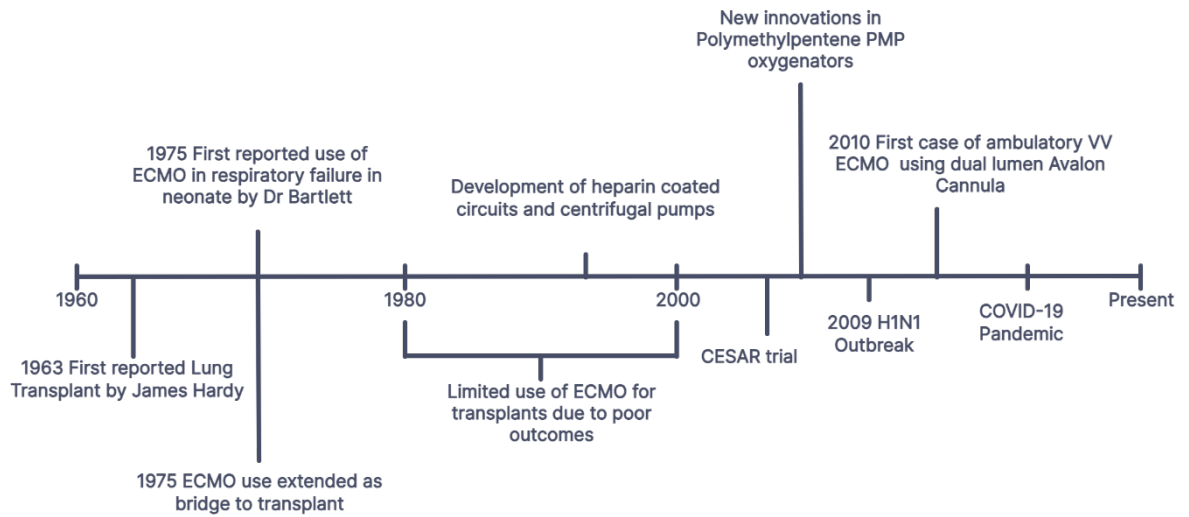 New innovations in
Polymethylpentene PMP
oxygenators
1975 First reported use of
ECMO in respiratory failure in
neonate by Dr Bartlett
Development of heparin coated
circuits and centrifugal pumps
2010 First case of ambulatory VV
ECMO using dual lumen Avalon
Cannula
1960
1980
2000
Present
1963 First reported Lung
Transplant by James Hardy
1975 ECMO use extended as
bridge to transplant
Limited use of ECMO for
transplants due to poor
outcomes
CESAR trial
2009 H1N1
Outbreak
COVID-19
Pandemic